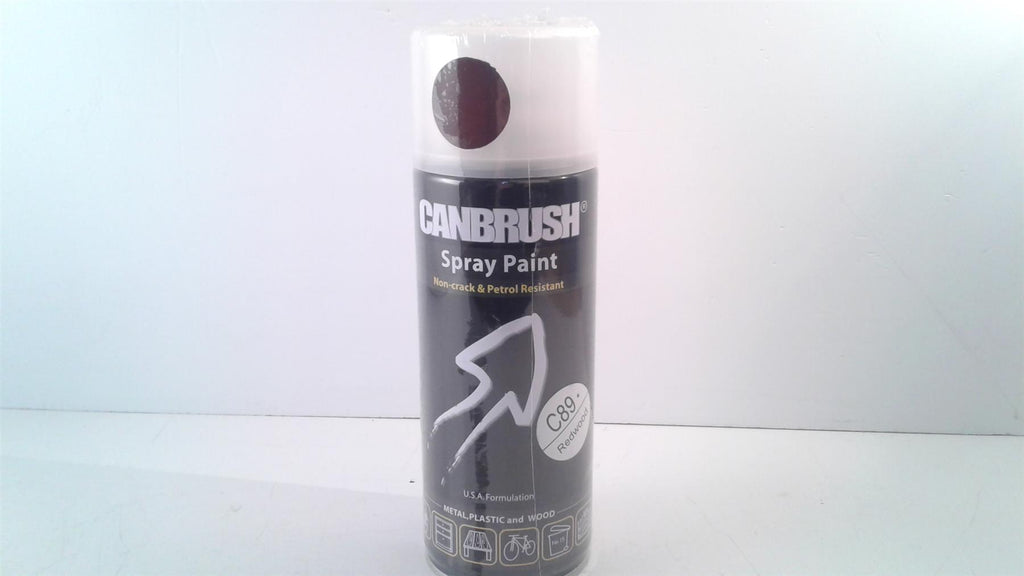 CANBRUSH®
Spray Paint
Non-crack & Petrol Resistant
C89
Redwood
U.S.A. Formulation
METAL, PLASTIC and WOOD